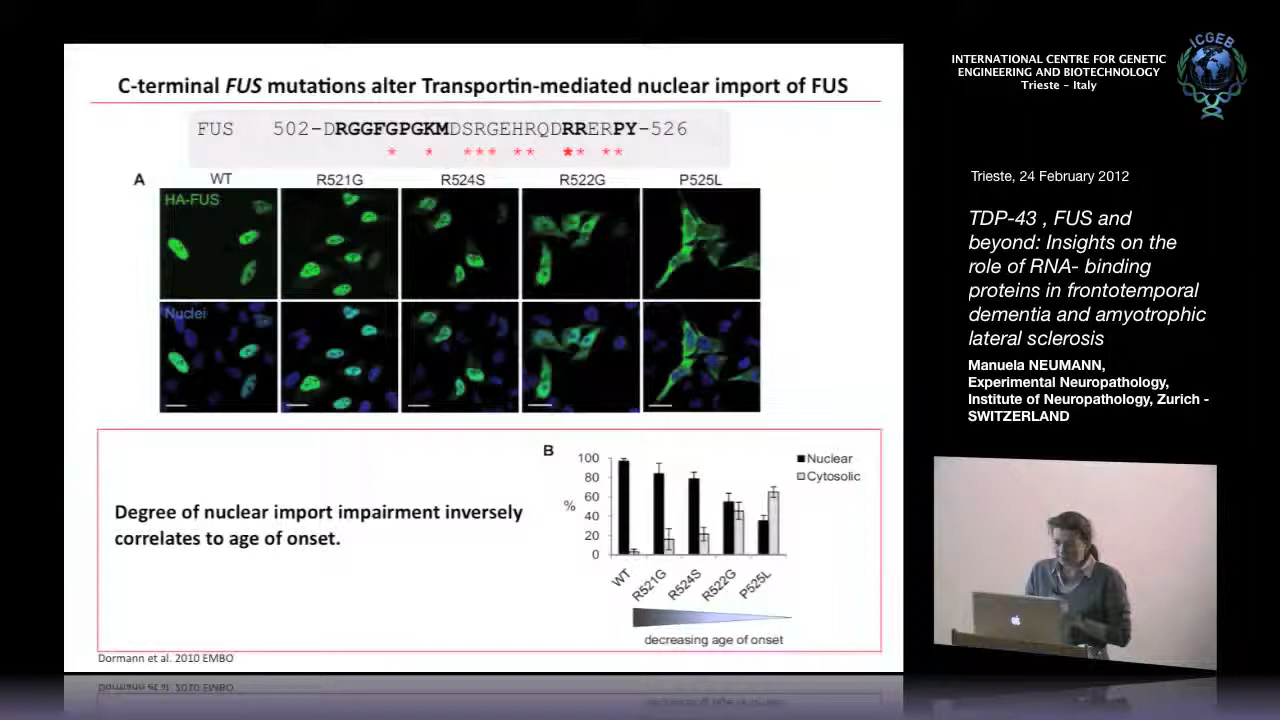 C-terminal FUS mutations alter Transportin-mediated nuclear import of FUS
FUS 502-DRGGFGPGKMDSRGEHRQDRRERPY-526
* * *** ** ** **
A
WT R521G R524S R522G P525L
HA-FUS
Nuclei
Degree of nuclear import impairment inversely
correlates to age of onset.
B
%
100
80
60
40
20
0
Nuclear
Cytosolic
WT R521G R524S R522G P525L
decreasing age of onset
Dormann et al. 2010 EMBO
INTERNATIONAL CENTRE FOR GENETIC
ENGINEERING AND BIOTECHNOLOGY
Trieste - Italy
ICGEB
Trieste, 24 February 2012
TDP-43 , FUS and
beyond: Insights on the
role of RNA- binding
proteins in frontotemporal
dementia and amyotrophic
lateral sclerosis
Manuela NEUMANN,
Experimental Neuropathology,
Institute of Neuropathology, Zurich -
SWITZERLAND